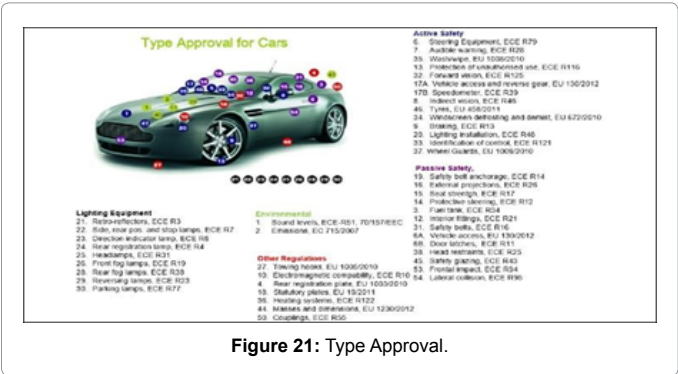 Type Approval for Cars
Active Safety
6. Steering Equipment, ECE R79
7. Audible warning, ECE R28
35. Wash/wipe, EU 1008/2010
13. Protection of unauthorised use, ECE R116
32. Forward vision, ECE R125
17A. Vehicle access and reverse gear, EU 130/2012
17B. Speedometer, ECE R39
8. Indirect vision, ECE R46
46. Tyres, EU 458/2011
34. Windscreen defrosting and demist, EU 672/2010
9. Braking, ECE R13
20. Lighting installation, ECE R48
33. Identification of control, ECE R121
37. Wheel Guards, EU 1009/2010
Passive Safety,
19. Safety belt anchorage, ECE R14
16. External projections, ECE R26
15. Seat strentgh, ECE R17
14. Protective steering, ECE R12
3. Fuel tank, ECE R34
12. Interior fittings, ECE R21
31. Safety belts, ECE R16
6A. Vehicle access, EU 130/2012
6B. Door latches, ECE R11
38. Head restraints, ECE R25
45. Safety glazing, ECE R43
53. Frontal impact, ECE R94
54. Lateral collision, ECE R95
Lighting Equipment
21. Retro-reflectors, ECE R3
22. Side, rear pos. and stop lamps, ECE R7
23. Direction indicator lamp, ECE R6
24. Rear registration lamp, ECE R4
25. Headlamps, ECE R31
26. Front fog lamps, ECE R19
28. Rear fog lamps, ECE R38
29. Reversing lamps, ECE R23
30. Parking lamps, ECE R77
Environmental
1. Sound levels, ECE-R51, 70/157/EEC
2. Emissions, EC 715/2007
Other Regulations
27. Towing hooks, EU 1005/2010
10. Electromagnetic compability, ECE R10
4. Rear registration plate, EU 1003/2010
18. Statutory plates, EU 19/2011
36. Heating systems, ECE R122
44. Masses and dimensions, EU 1230/2012
50. Couplings, ECE R55
Figure 21: Type Approval.